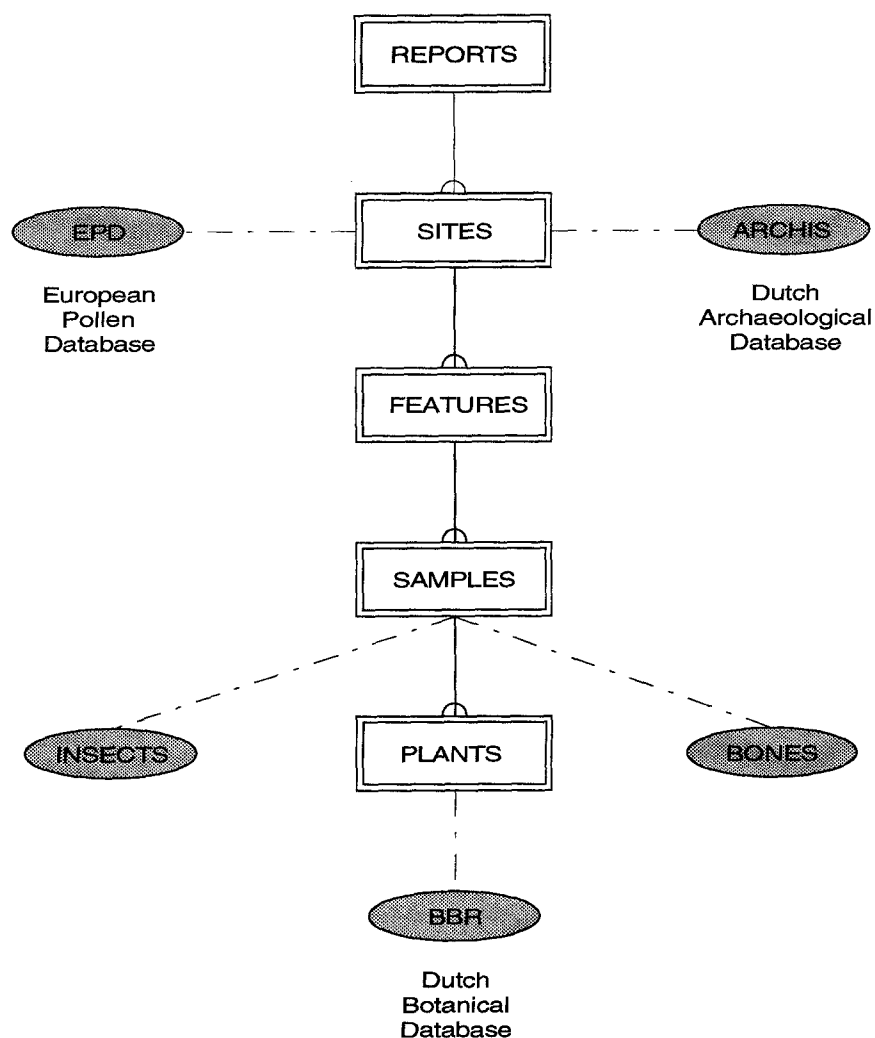 REPORTS
EPD
SITES
ARCHIS
European
Pollen
Database
Dutch
Archaeological
Database
FEATURES
SAMPLES
INSECTS
PLANTS
BONES
BBR
Dutch
Botanical
Database